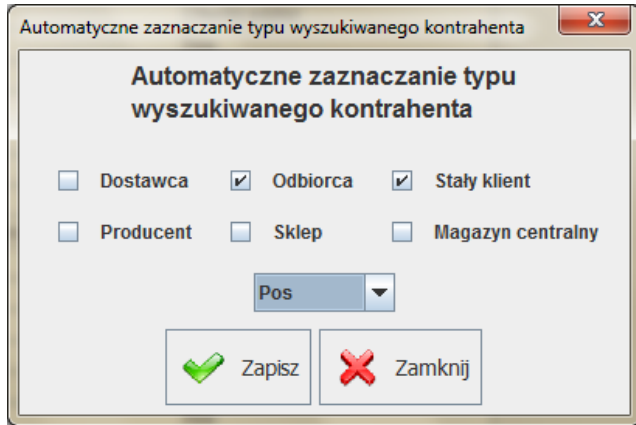 Automatyczne zaznaczanie typu wyszukiwanego kontrahenta
Automatyczne zaznaczanie typu
wyszukiwanego kontrahenta
Dostawca Odbiorca Stały klient
Producent Sklep Magazyn centralny
Pos
Zapisz Zamknij